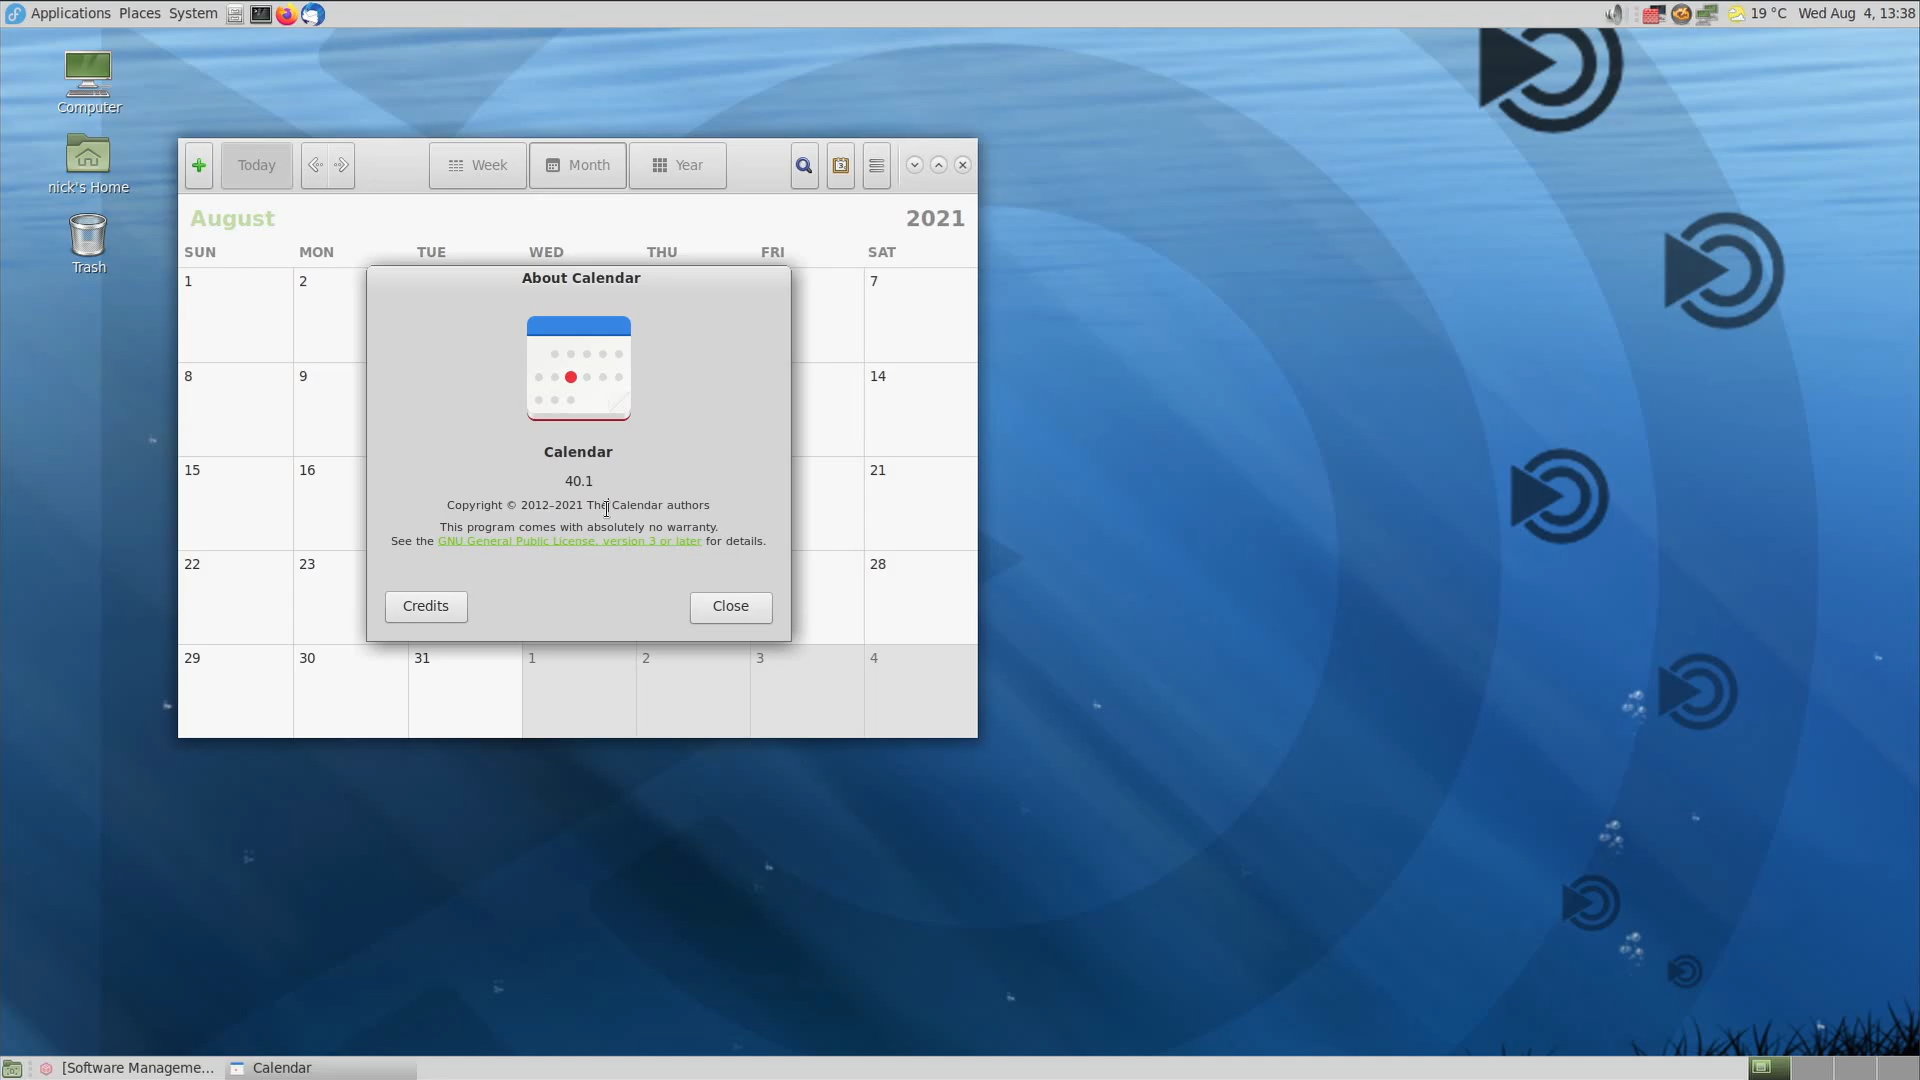 Applications Places System
19 °C Wed Aug 4, 13:38
Computer
nick's Home
Trash
Today
Week
Month
Year
August
2021
SUN MON TUE WED THU FRI SAT
1 2 7
8 9 14
15 16 21
22 23 28
29 30 31 1 2 3 4
About Calendar
Calendar
40.1
Copyright © 2012–2021 The Calendar authors
This program comes with absolutely no warranty.
See the GNU General Public License, version 3 or later for details.
Credits
Close
[Software Manageme...
Calendar